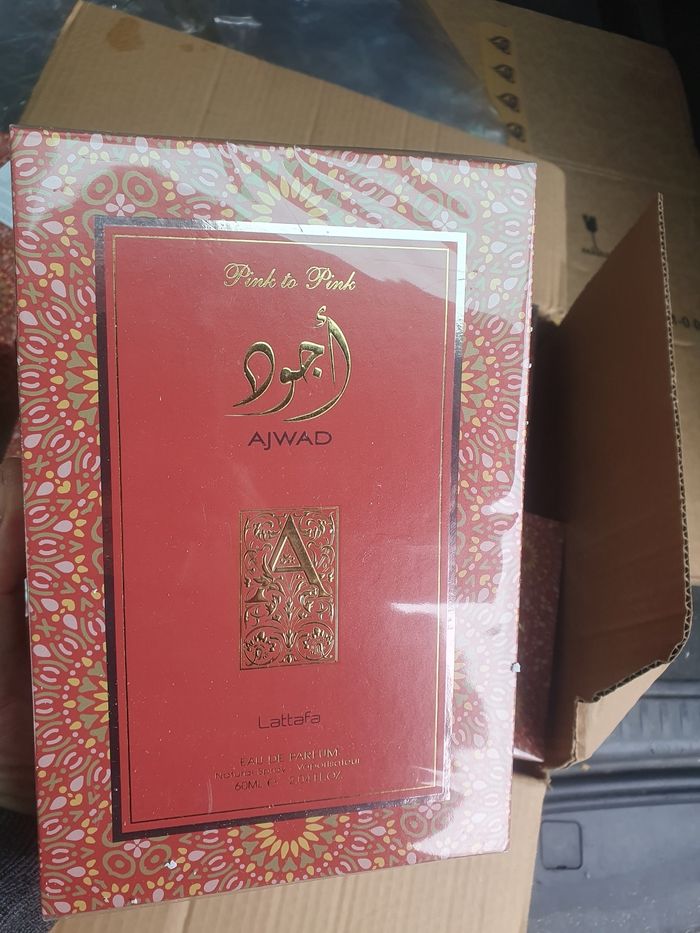 Pink to Pink
أجود
AJWAD
A
Lattafa
EAU DE PARFUM
Natural Spray Vaporisateur
60ML e 2.04 FL.OZ.